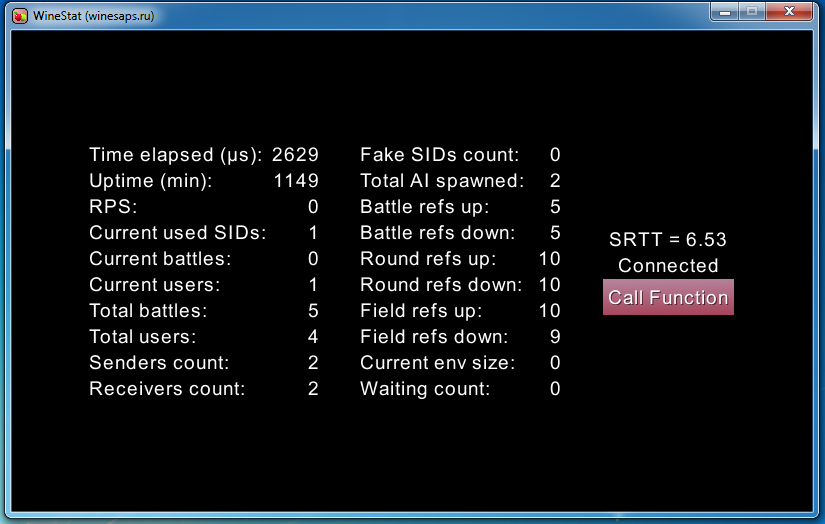 WineStat (winesaps.ru)
Time elapsed (µs): 2629
Uptime (min): 1149
RPS: 0
Current used SIDs: 1
Current battles: 0
Current users: 1
Total battles: 5
Total users: 4
Senders count: 2
Receivers count: 2
Fake SIDs count: 0
Total AI spawned: 2
Battle refs up: 5
Battle refs down: 5
Round refs up: 10
Round refs down: 10
Field refs up: 10
Field refs down: 9
Current env size: 0
Waiting count: 0
SRTT = 6.53
Connected
Call Function